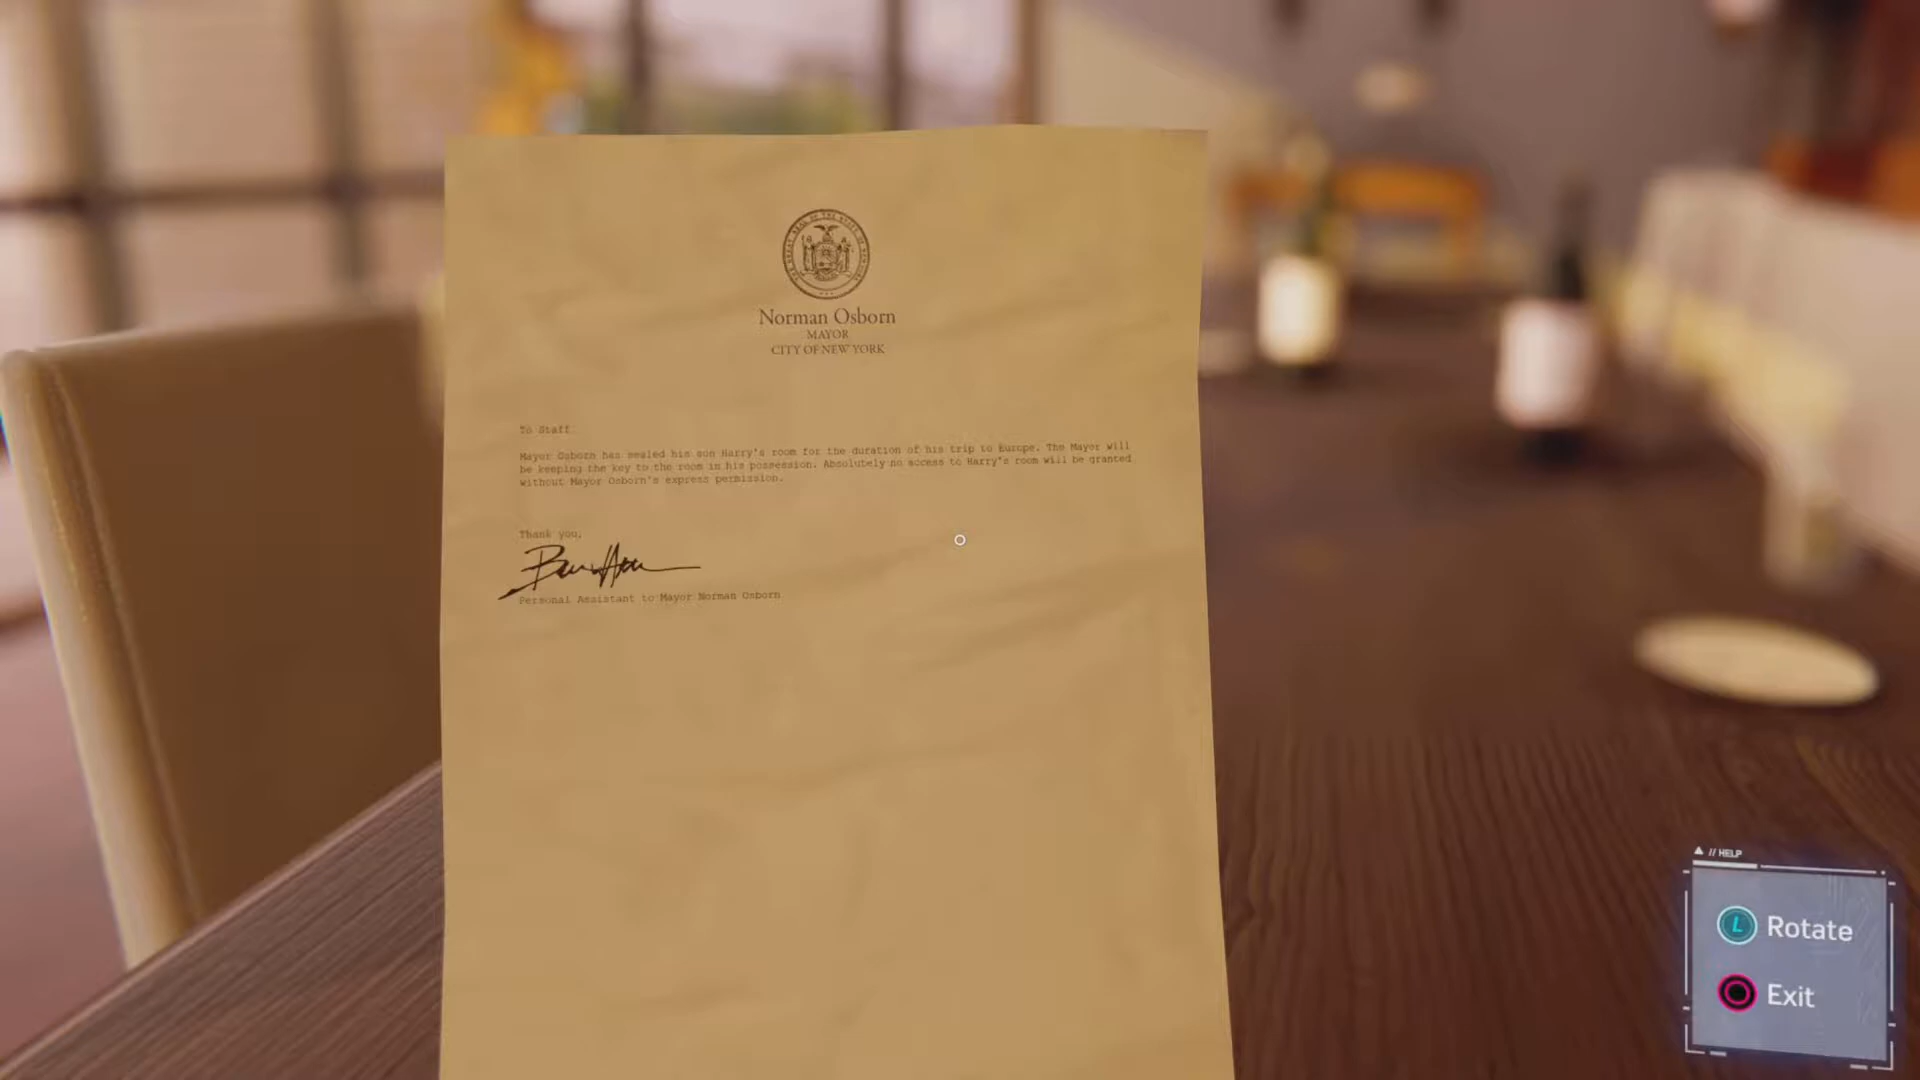 Norman Osborn
MAYOR
CITY OF NEW YORK
To Staff
Mayor Osborn has sealed his son Harry's room for the duration of his trip to Europe. The Mayor will
be keeping the key to the room in his possession. Absolutely no access to Harry's room will be granted
without Mayor Osborn's express permission.
Thank you,
Personal Assistant to Mayor Norman Osborn
// HELP
L Rotate
Exit